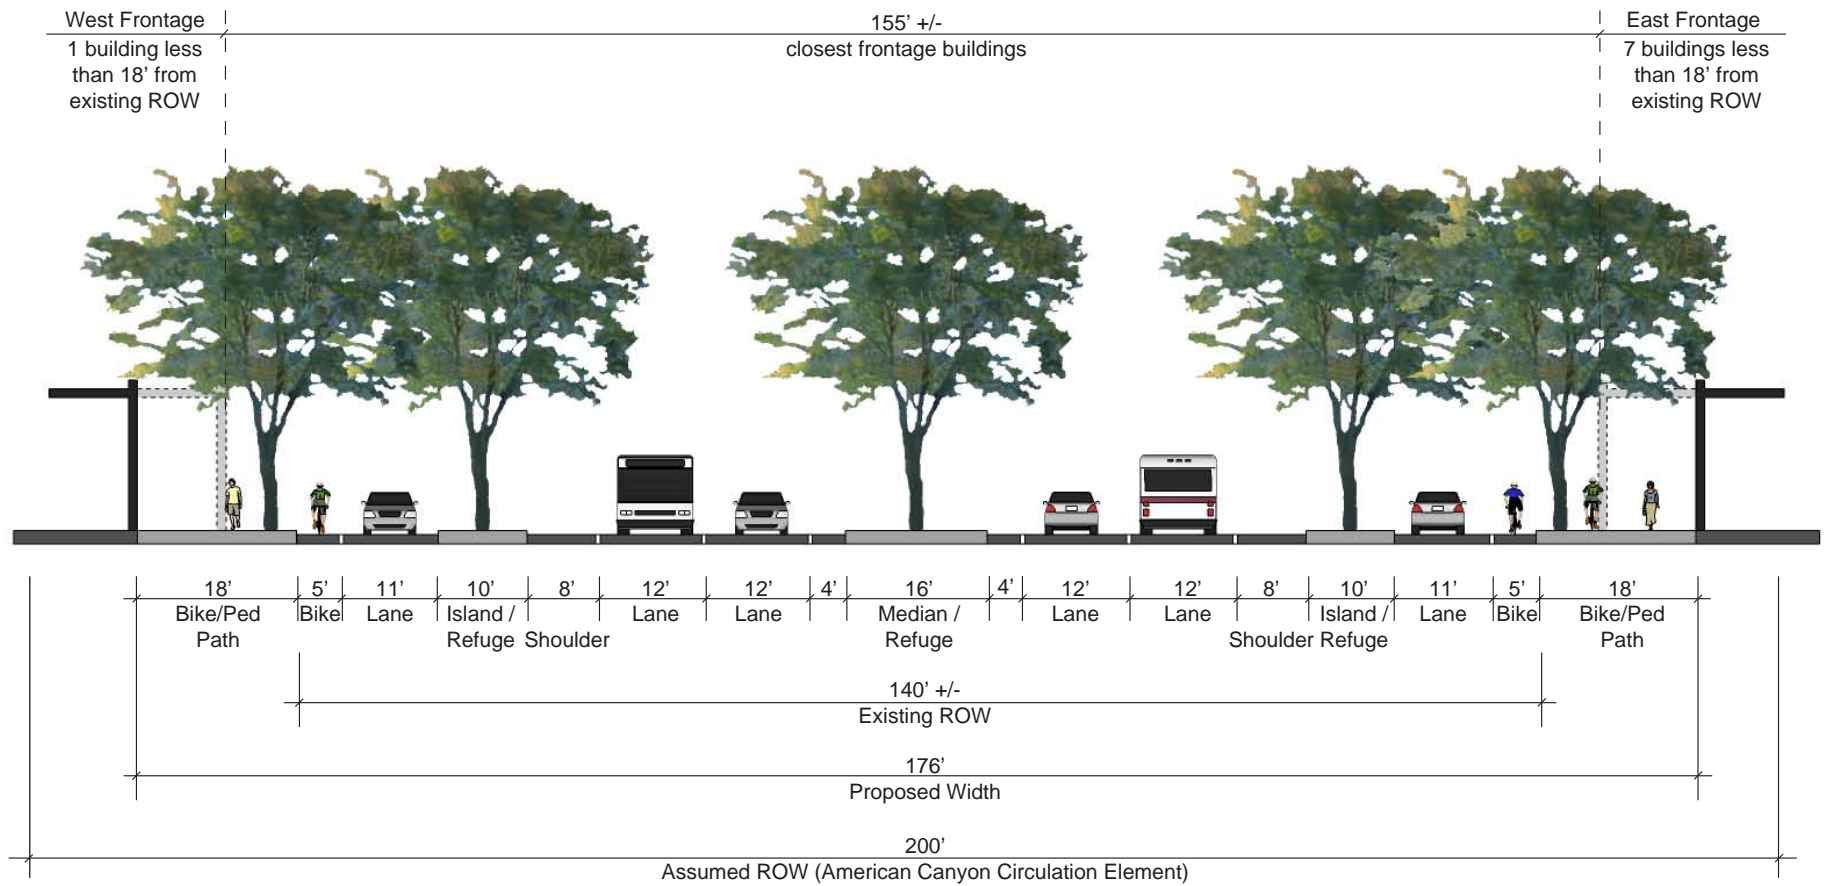 West Frontage
1 building less
than 18’ from
existing ROW
155’ +/-
closest frontage buildings
East Frontage
7 buildings less
than 18’ from
existing ROW
18’ 5’ 11’ 10’ 8’ 12’ 12’ 4’ 16’ 4’ 12’ 12’ 8’ 10’ 11’ 5’ 18’
Bike/Ped Bike Lane Island / Lane Lane Median / Lane Lane Island / Lane Bike Bike/Ped
Path Refuge Shoulder Refuge Shoulder Refuge Path
140’ +/-
Existing ROW
176’
Proposed Width
200’
Assumed ROW (American Canyon Circulation Element)